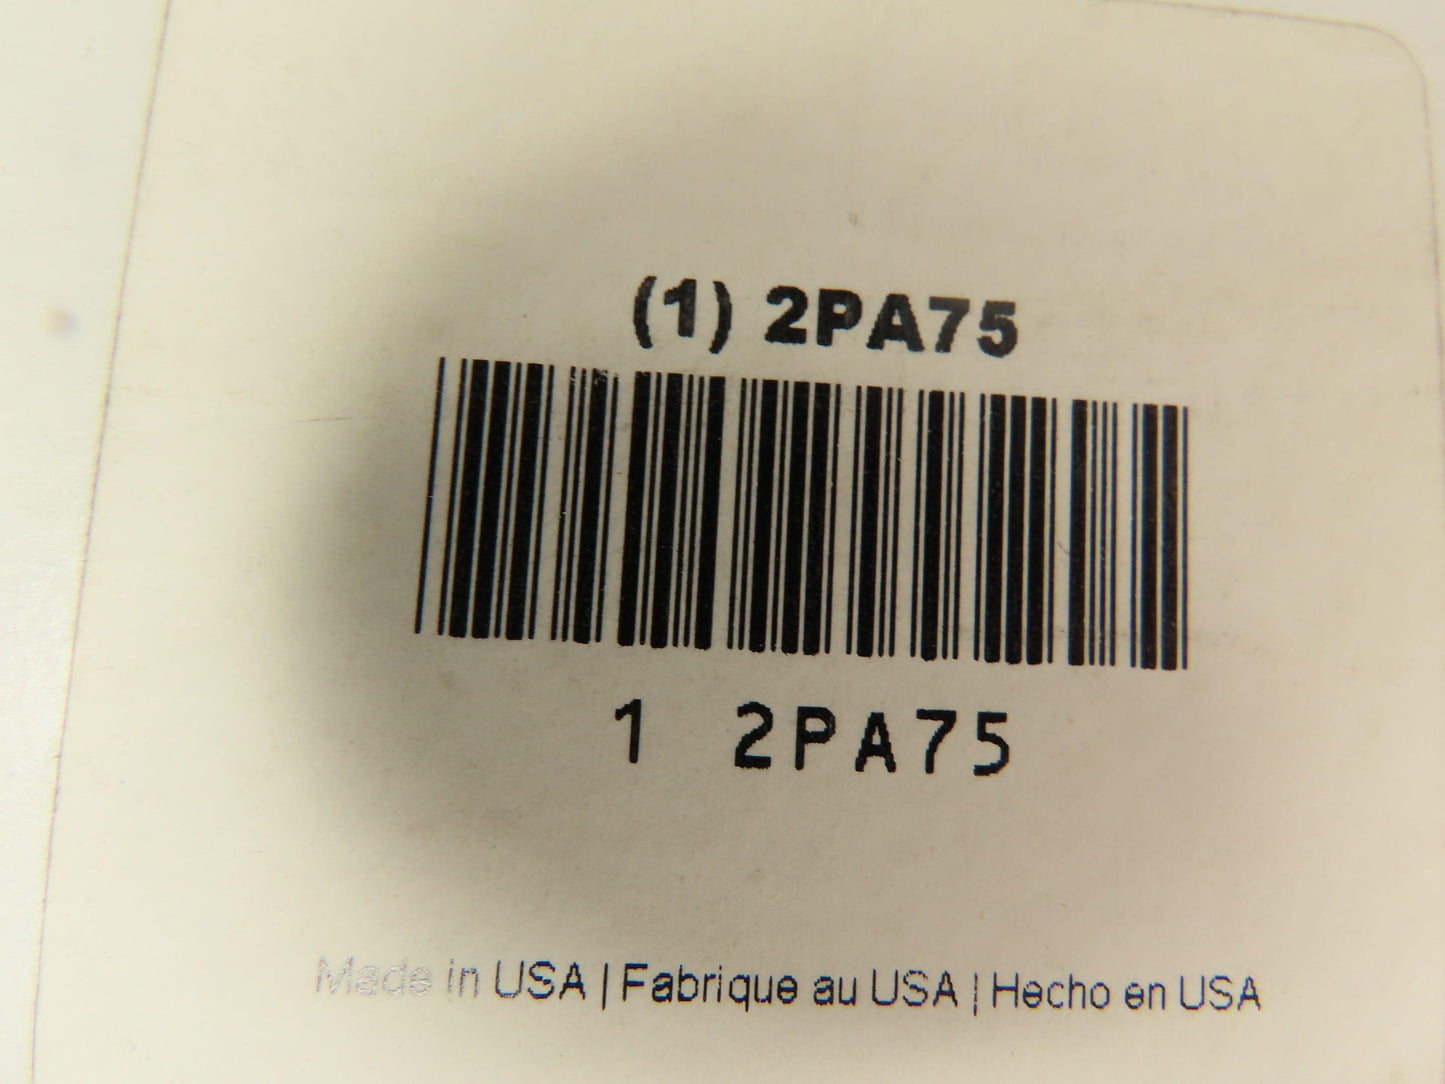 (1) 2PA75
1 2PA75
Made in USA | Fabrique au USA | Hecho en USA